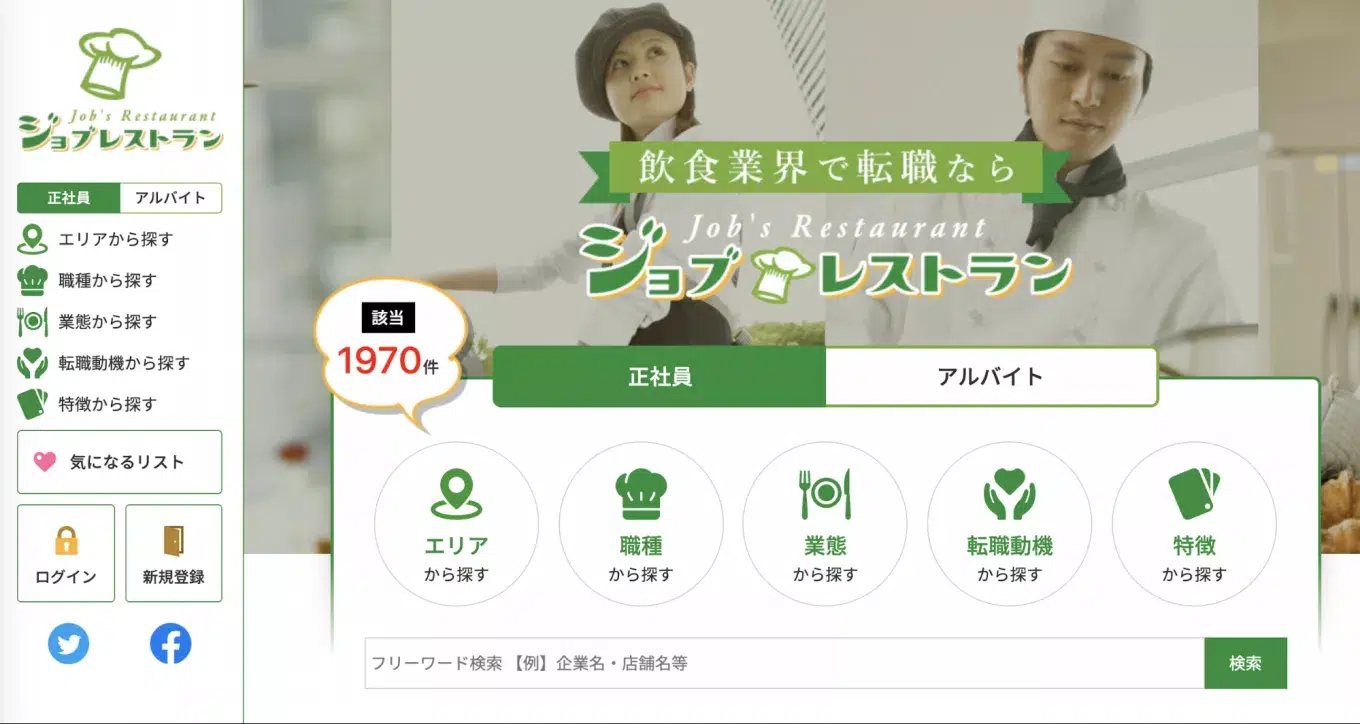 Job's Restaurant
ジョブレストラン
正社員 アルバイト
エリアから探す
職種から探す
業態から探す
転職動機から探す
特徴から探す
気になるリスト
ログイン 新規登録
飲食業界で転職なら
Job's Restaurant
ジョブレストラン
該当
1970件
正社員 アルバイト
エリア
から探す
職種
から探す
業態
から探す
転職動機
から探す
特徴
から探す
フリーワード検索 【例】企業名・店舗名等 検索